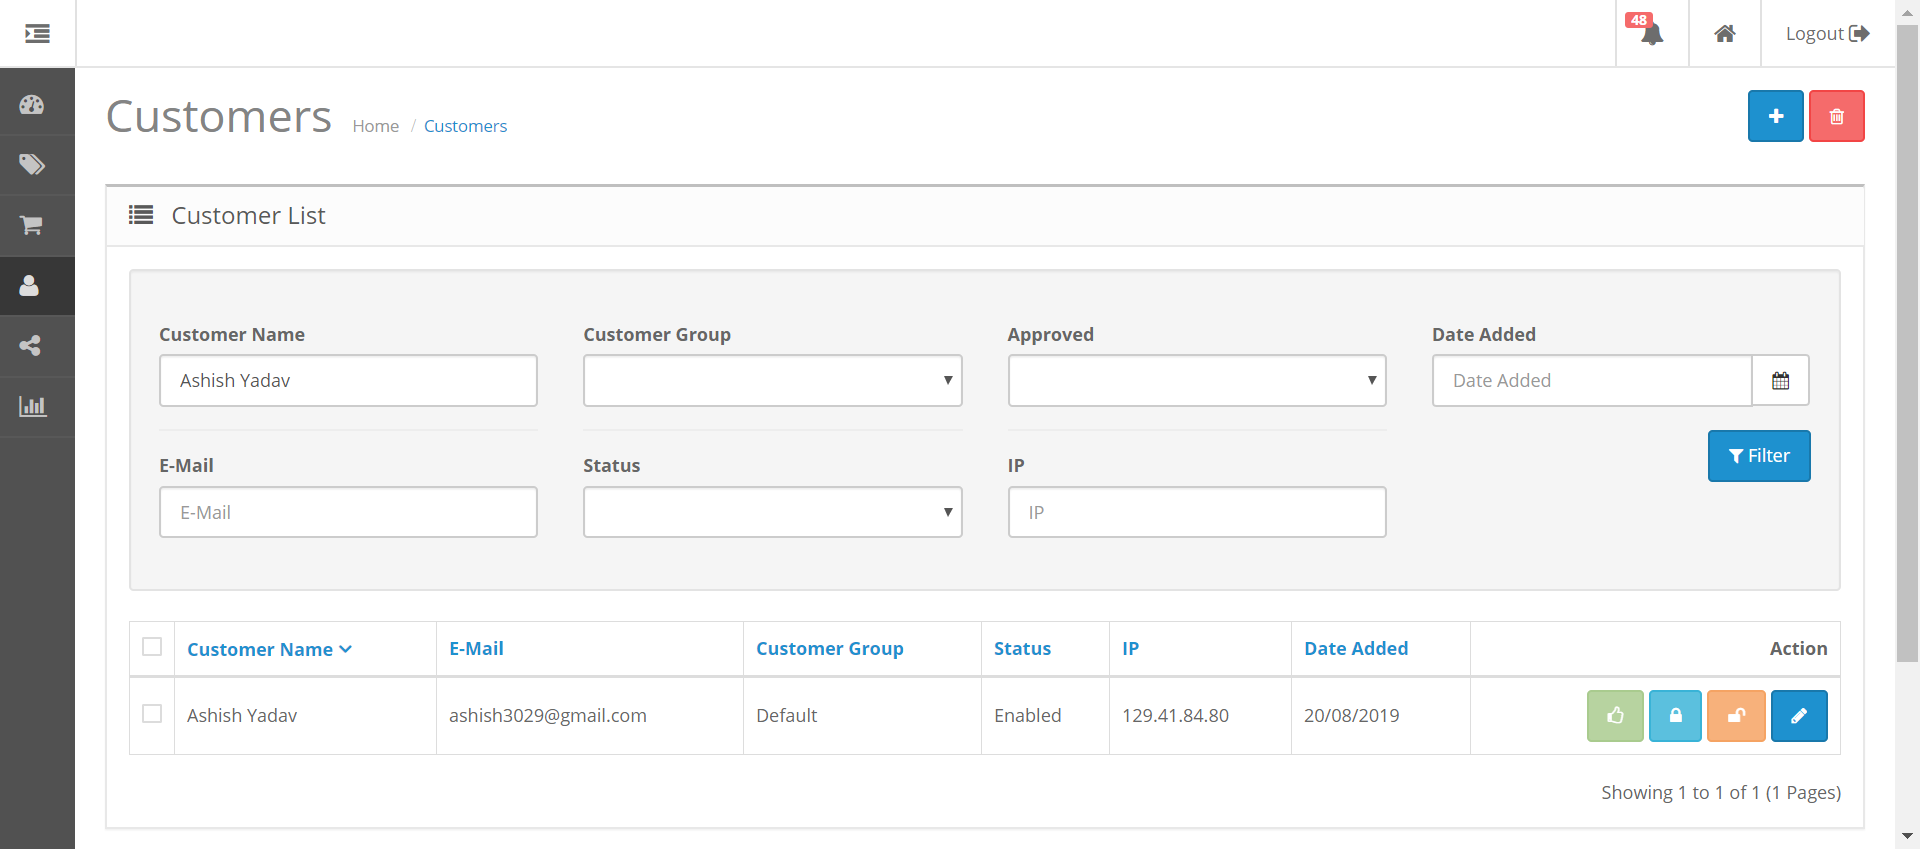 48
Logout
Customers Home / Customers
Customer List
Customer Name Customer Group Approved Date Added
Ashish Yadav Date Added
E-Mail Status IP
Filter
E-Mail IP
Customer Name E-Mail Customer Group Status IP Date Added Action
Ashish Yadav ashish3029@gmail.com Default Enabled 129.41.84.80 20/08/2019
Showing 1 to 1 of 1 (1 Pages)